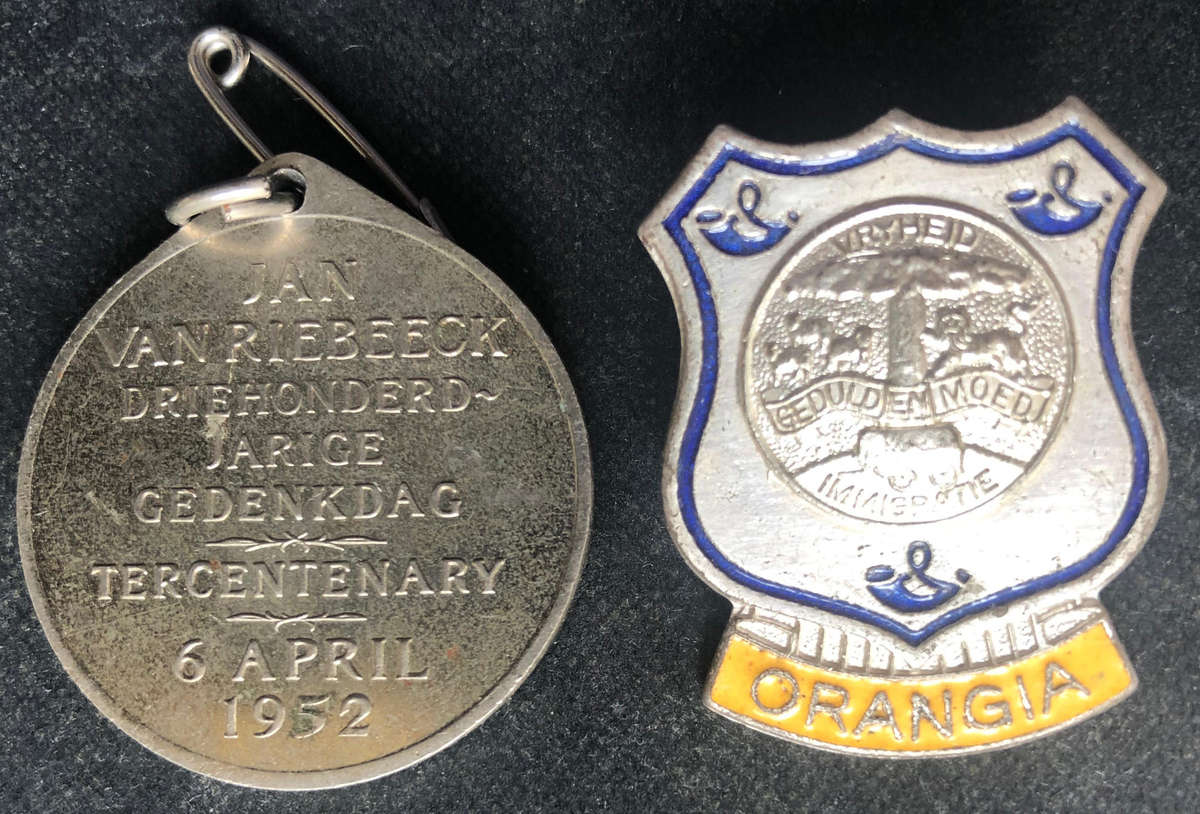 JAN
VAN RIEBEECK
DRIEHONDERD~
JARIGE
GEDENKDAG
TERCENTENARY
6 APRIL
1952
VRYHEID
GEDULD EN MOED
IMMIGRATIE
ORANGIA